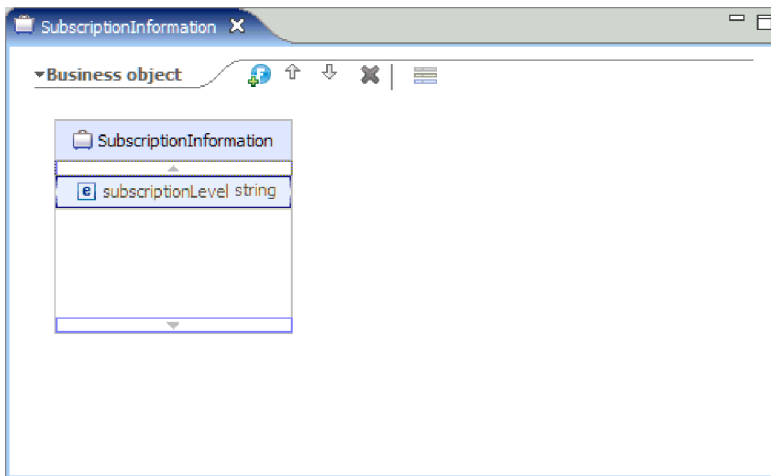 SubscriptionInformation
Business object
SubscriptionInformation
e subscriptionLevel string